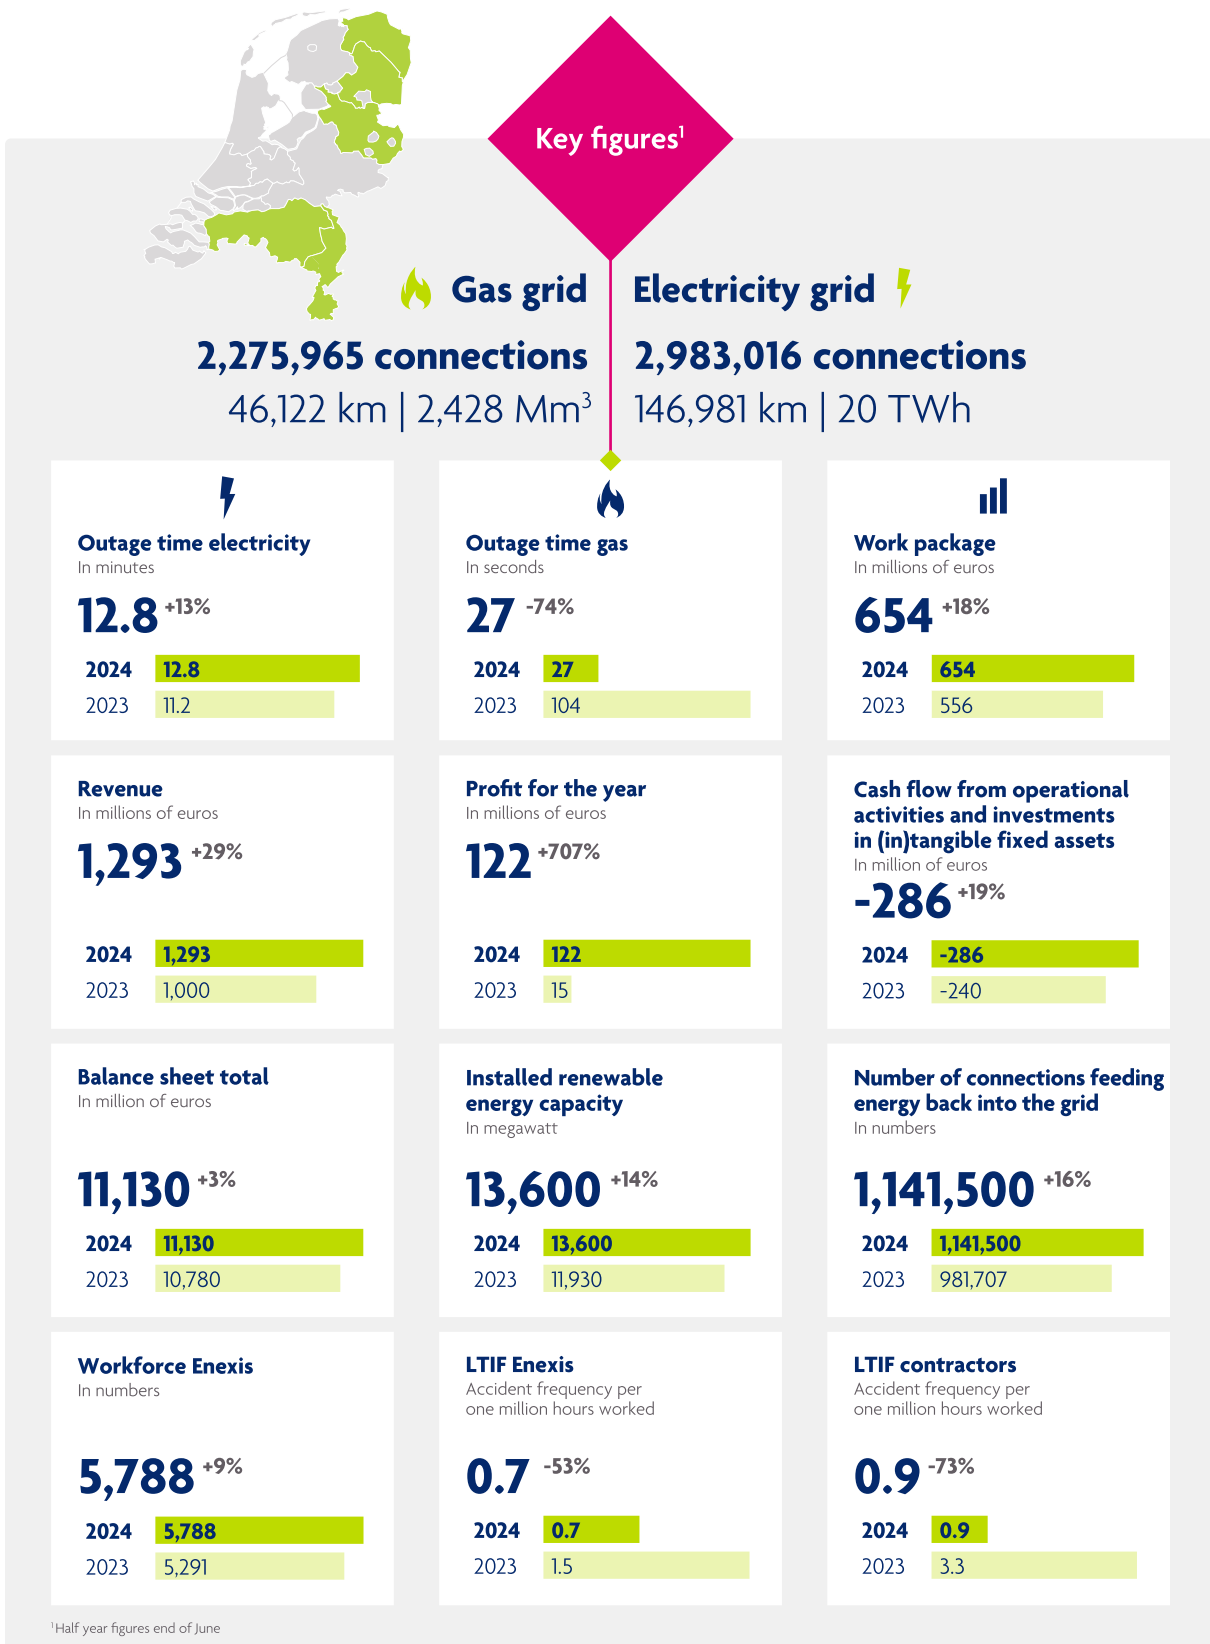 Key figures¹
Gas grid
2,275,965 connections
46,122 km | 2,428 Mm³
Electricity grid
2,983,016 connections
146,981 km | 20 TWh
Outage time electricity
In minutes
12.8 +13%
2024 12.8
2023 11.2
Outage time gas
In seconds
27 -74%
2024 27
2023 104
Work package
In millions of euros
654 +18%
2024 654
2023 556
Revenue
In millions of euros
1,293 +29%
2024 1,293
2023 1,000
Profit for the year
In millions of euros
122 +707%
2024 122
2023 15
Cash flow from operational
activities and investments
in (in)tangible fixed assets
In million of euros
-286 +19%
2024 -286
2023 -240
Balance sheet total
In million of euros
11,130 +3%
2024 11,130
2023 10,780
Installed renewable
energy capacity
In megawatt
13,600 +14%
2024 13,600
2023 11,930
Number of connections feeding
energy back into the grid
In numbers
1,141,500 +16%
2024 1,141,500
2023 981,707
Workforce Enexis
In numbers
5,788 +9%
2024 5,788
2023 5,291
LTIF Enexis
Accident frequency per
one million hours worked
0.7 -53%
2024 0.7
2023 1.5
LTIF contractors
Accident frequency per
one million hours worked
0.9 -73%
2024 0.9
2023 3.3
¹Half year figures end of June